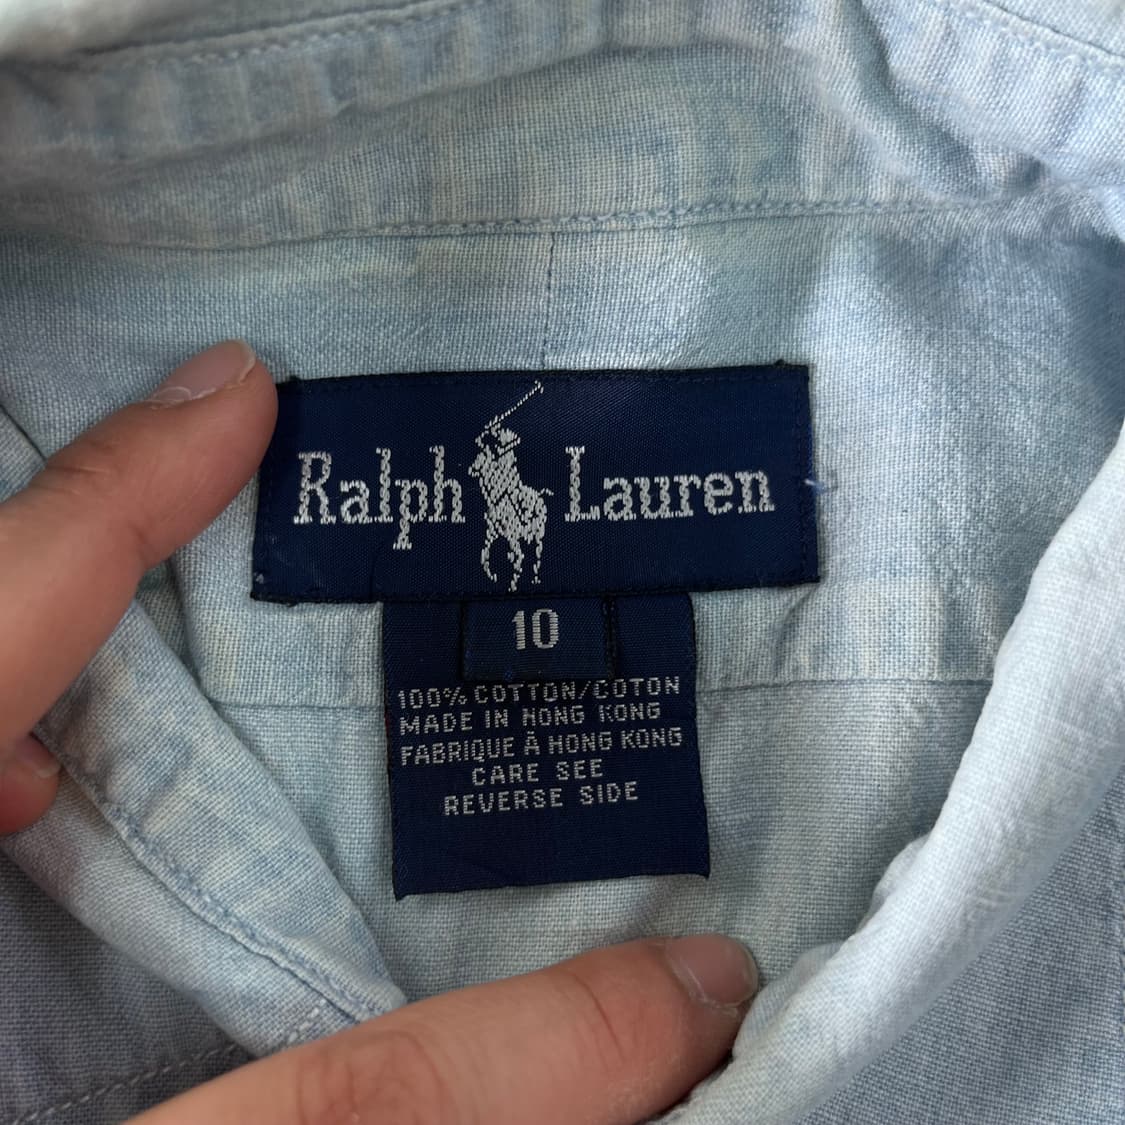 Ralph Lauren
10
100% COTTON/COTON
MADE IN HONG KONG
FABRIQUE À HONG KONG
CARE SEE
REVERSE SIDE